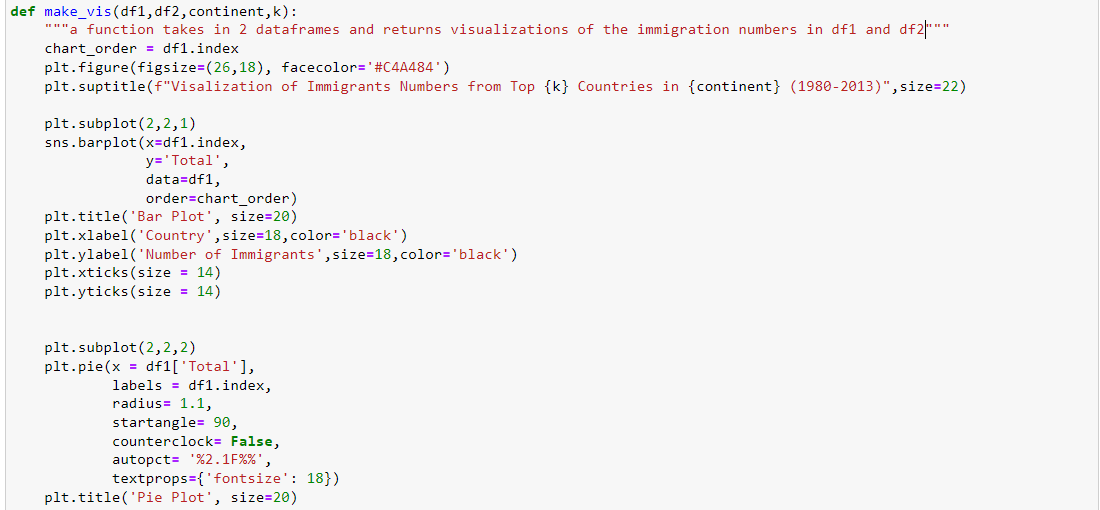 def make_vis(df1,df2,continent,k):
    """a function takes in 2 dataframes and returns visualizations of the immigration numbers in df1 and df2"""
    chart_order = df1.index
    plt.figure(figsize=(26,18), facecolor='#C4A484')
    plt.suptitle(f"Visalization of Immigrants Numbers from Top {k} Countries in {continent} (1980-2013)",size=22)

    plt.subplot(2,2,1)
    sns.barplot(x=df1.index,
                y='Total',
                data=df1,
                order=chart_order)
    plt.title('Bar Plot', size=20)
    plt.xlabel('Country',size=18,color='black')
    plt.ylabel('Number of Immigrants',size=18,color='black')
    plt.xticks(size = 14)
    plt.yticks(size = 14)


    plt.subplot(2,2,2)
    plt.pie(x = df1['Total'],
            labels = df1.index,
            radius= 1.1,
            startangle= 90,
            counterclock= False,
            autopct= '%2.1F%%',
            textprops={'fontsize': 18})
    plt.title('Pie Plot', size=20)